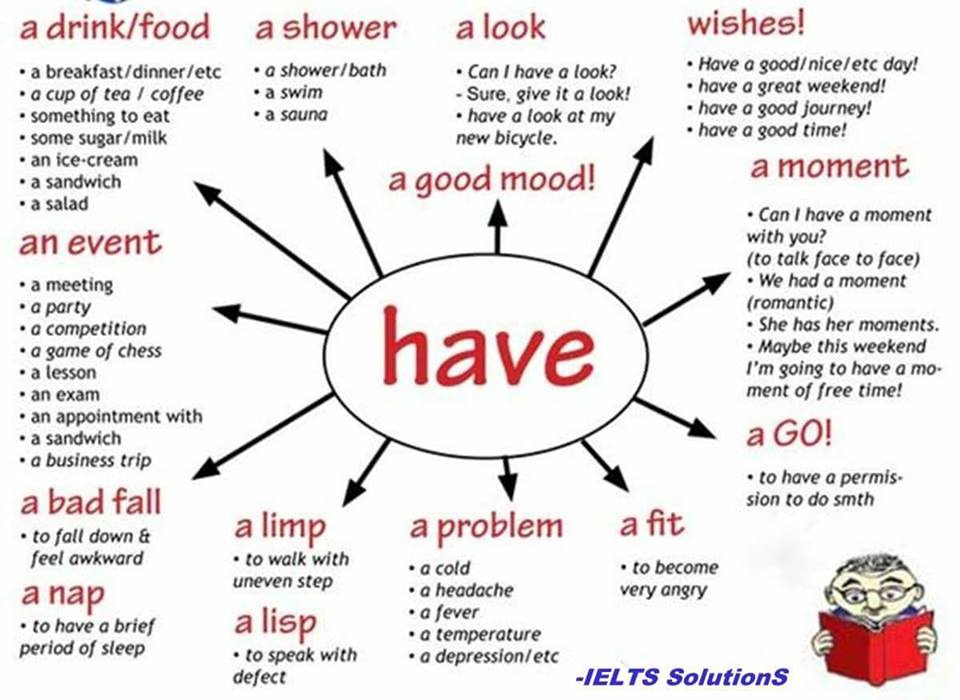 a drink/food
• a breakfast/dinner/etc
• a cup of tea / coffee
• something to eat
• some sugar/milk
• an ice-cream
• a sandwich
• a salad
a shower
• a shower/bath
• a swim
• a sauna
a look
• Can I have a look?
- Sure, give it a look!
• have a look at my
new bicycle.
wishes!
• Have a good/nice/etc day!
• have a great weekend!
• have a good journey!
• have a good time!
a good mood!
a moment
• Can I have a moment
with you?
(to talk face to face)
• We had a moment
(romantic)
• She has her moments.
• Maybe this weekend
I'm going to have a mo-
ment of free time!
an event
• a meeting
• a party
• a competition
• a game of chess
• a lesson
• an exam
• an appointment with
• a sandwich
• a business trip
have
a GO!
• to have a permis-
sion to do smth
a bad fall
• to fall down &
feel awkward
a nap
• to have a brief
period of sleep
a limp
• to walk with
uneven step
a lisp
• to speak with
defect
a problem
• a cold
• a headache
• a fever
• a temperature
• a depression/etc
a fit
• to become
very angry
-IELTS SolutionS